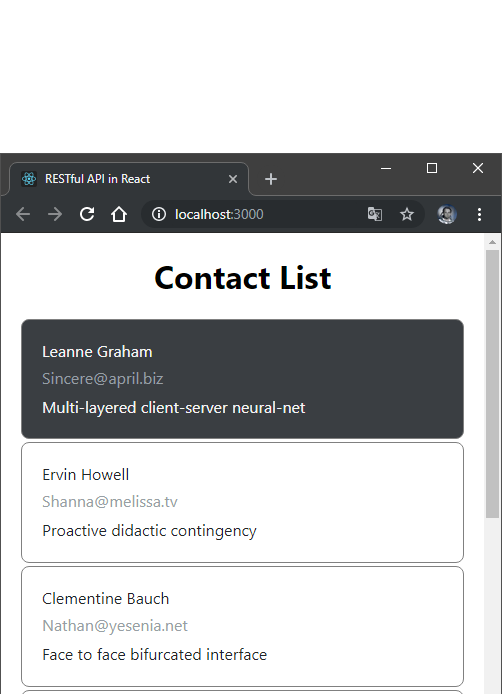 RESTful API in React
localhost:3000
Contact List
Leanne Graham
Sincere@april.biz
Multi-layered client-server neural-net
Ervin Howell
Shanna@melissa.tv
Proactive didactic contingency
Clementine Bauch
Nathan@yesenia.net
Face to face bifurcated interface